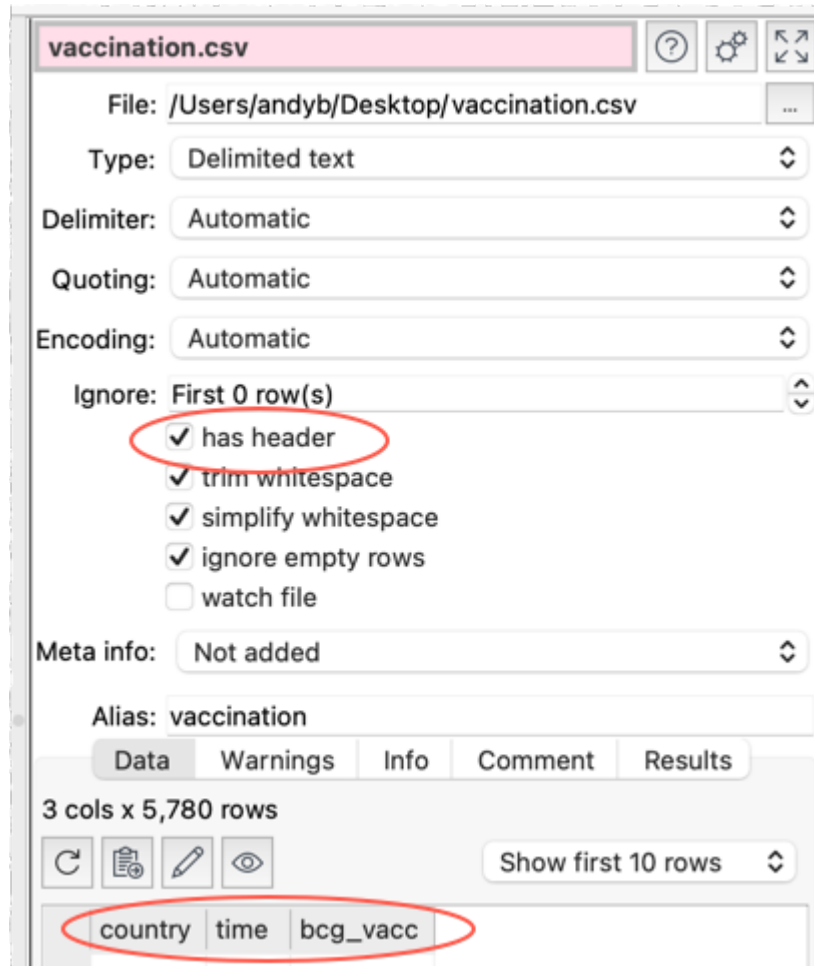 vaccination.csv
File: /Users/andyb/Desktop/vaccination.csv ...
Type: Delimited text
Delimiter: Automatic
Quoting: Automatic
Encoding: Automatic
Ignore: First 0 row(s)
has header
trim whitespace
simplify whitespace
ignore empty rows
watch file
Meta info: Not added
Alias: vaccination
Data Warnings Info Comment Results
3 cols x 5,780 rows
Show first 10 rows
country time bcg_vacc